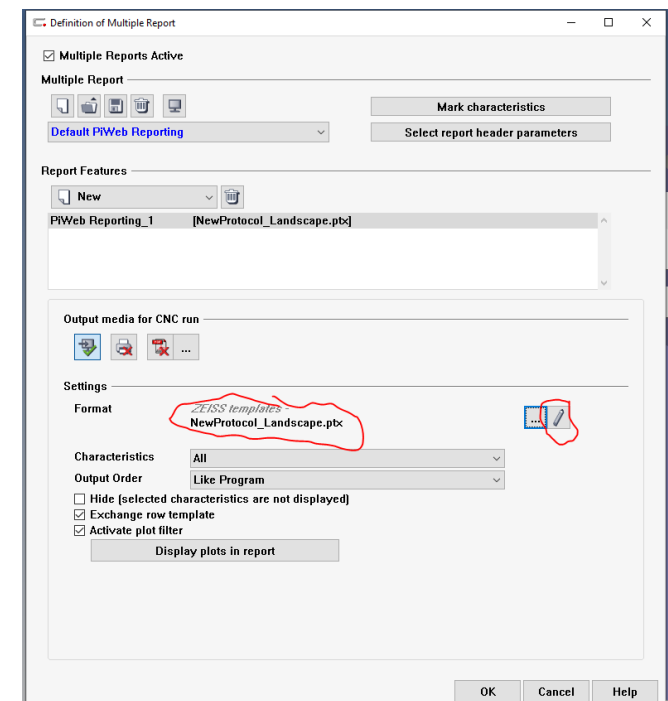 Definition of Multiple Report
Multiple Reports Active
Multiple Report
Mark characteristics
Default PiWeb Reporting
Select report header parameters
Report Features
New
PiWeb Reporting_1 [NewProtocol_Landscape.ptx]
Output media for CNC run
...
Settings
Format
ZEISS templates -
NewProtocol_Landscape.ptx
...
Characteristics All
Output Order Like Program
Hide (selected characteristics are not displayed)
Exchange row template
Activate plot filter
Display plots in report
OK Cancel Help